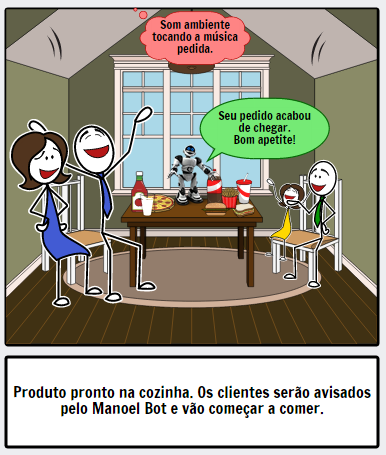 Som ambiente
tocando a música
pedida.
Seu pedido acabou
de chegar.
Bom apetite!
Produto pronto na cozinha. Os clientes serão avisados
pelo Manoel Bot e vão começar a comer.